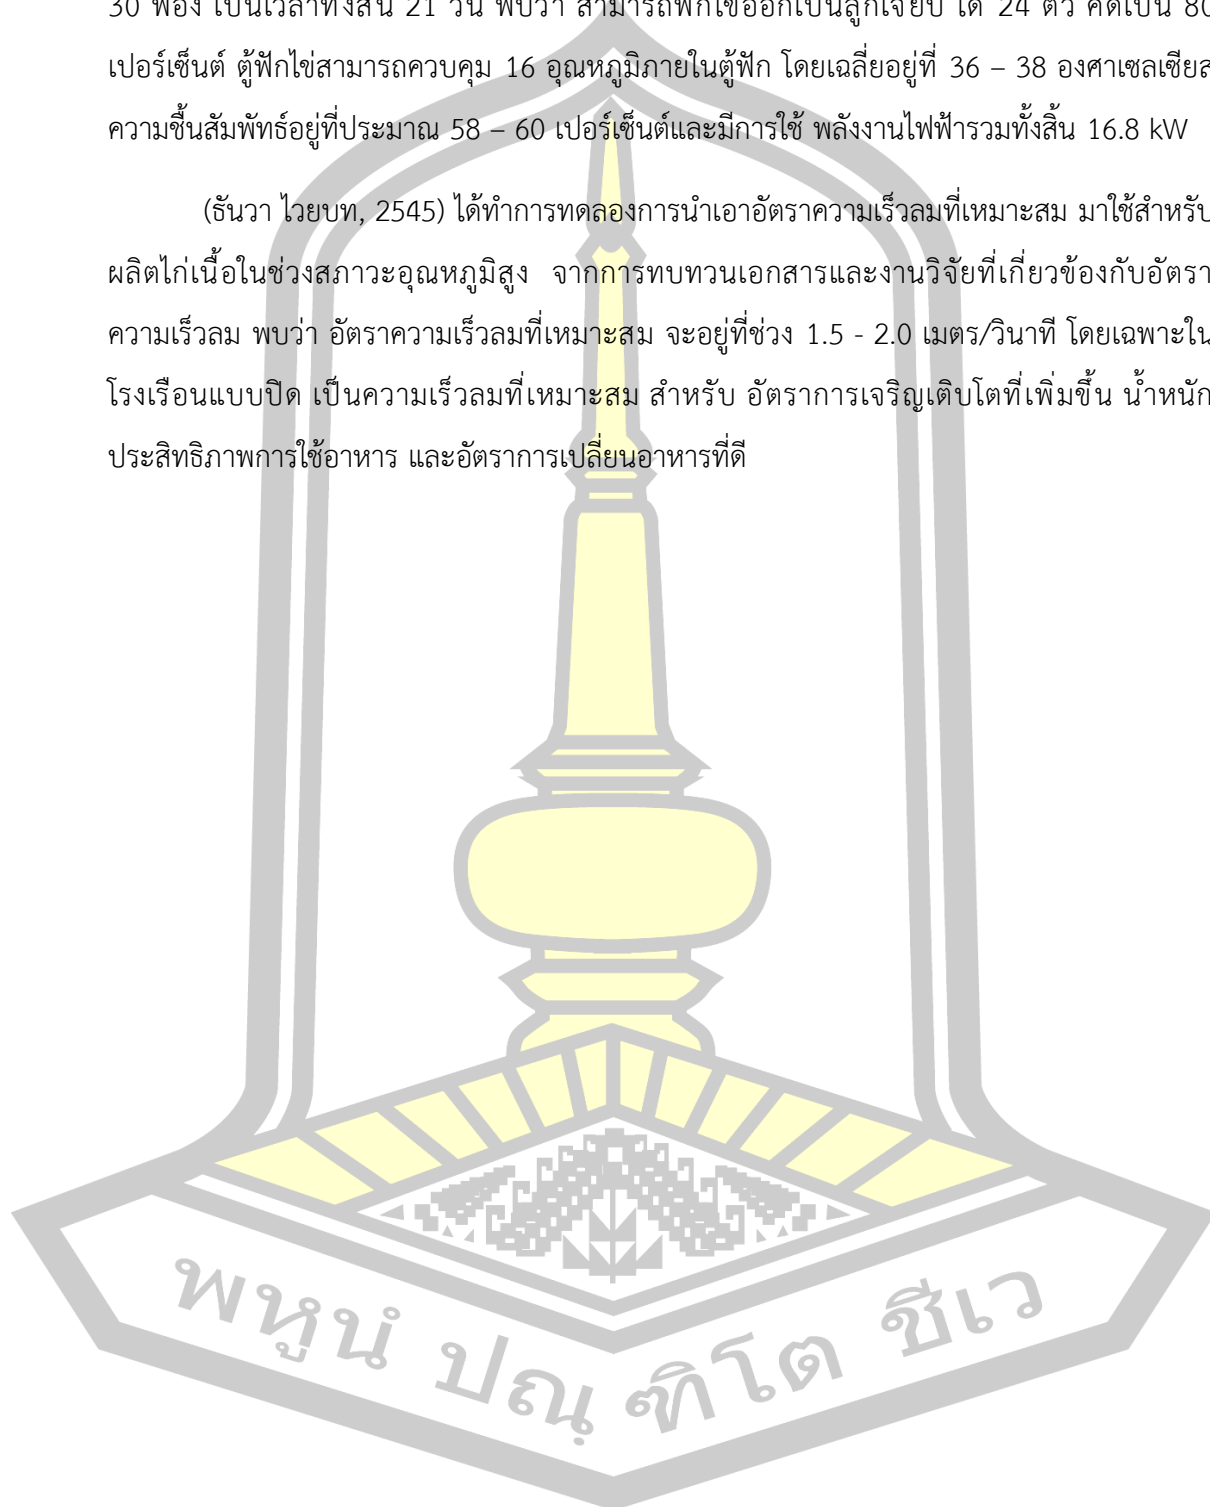 30 ฟอง เป็นเวลาทั้งสิ้น 21 วัน พบว่า สามารถฟักไข่ออกเป็นลูกเจี๊ยบ ได้ 24 ตัว คิดเป็น 80
เปอร์เซ็นต์ ตู้ฟักไข่สามารถควบคุม 16 อุณหภูมิภายในตู้ฟัก โดยเฉลี่ยอยู่ที่ 36 – 38 องศาเซลเซียส
ความชื้นสัมพัทธ์อยู่ที่ประมาณ 58 – 60 เปอร์เซ็นต์และมีการใช้ พลังงานไฟฟ้ารวมทั้งสิ้น 16.8 kW
(ธันวา ไวยบท, 2545) ได้ทำการทดลองการนำเอาอัตราความเร็วลมที่เหมาะสม มาใช้สำหรับ
ผลิตไก่เนื้อในช่วงสภาวะอุณหภูมิสูง จากการทบทวนเอกสารและงานวิจัยที่เกี่ยวข้องกับอัตรา
ความเร็วลม พบว่า อัตราความเร็วลมที่เหมาะสม จะอยู่ที่ช่วง 1.5 - 2.0 เมตร/วินาที โดยเฉพาะใน
โรงเรือนแบบปิด เป็นความเร็วลมที่เหมาะสม สำหรับ อัตราการเจริญเติบโตที่เพิ่มขึ้น น้ำหนัก
ประสิทธิภาพการใช้อาหาร และอัตราการเปลี่ยนอาหารที่ดี
พหูนํ ปณฺ ฑิโต ชีเว